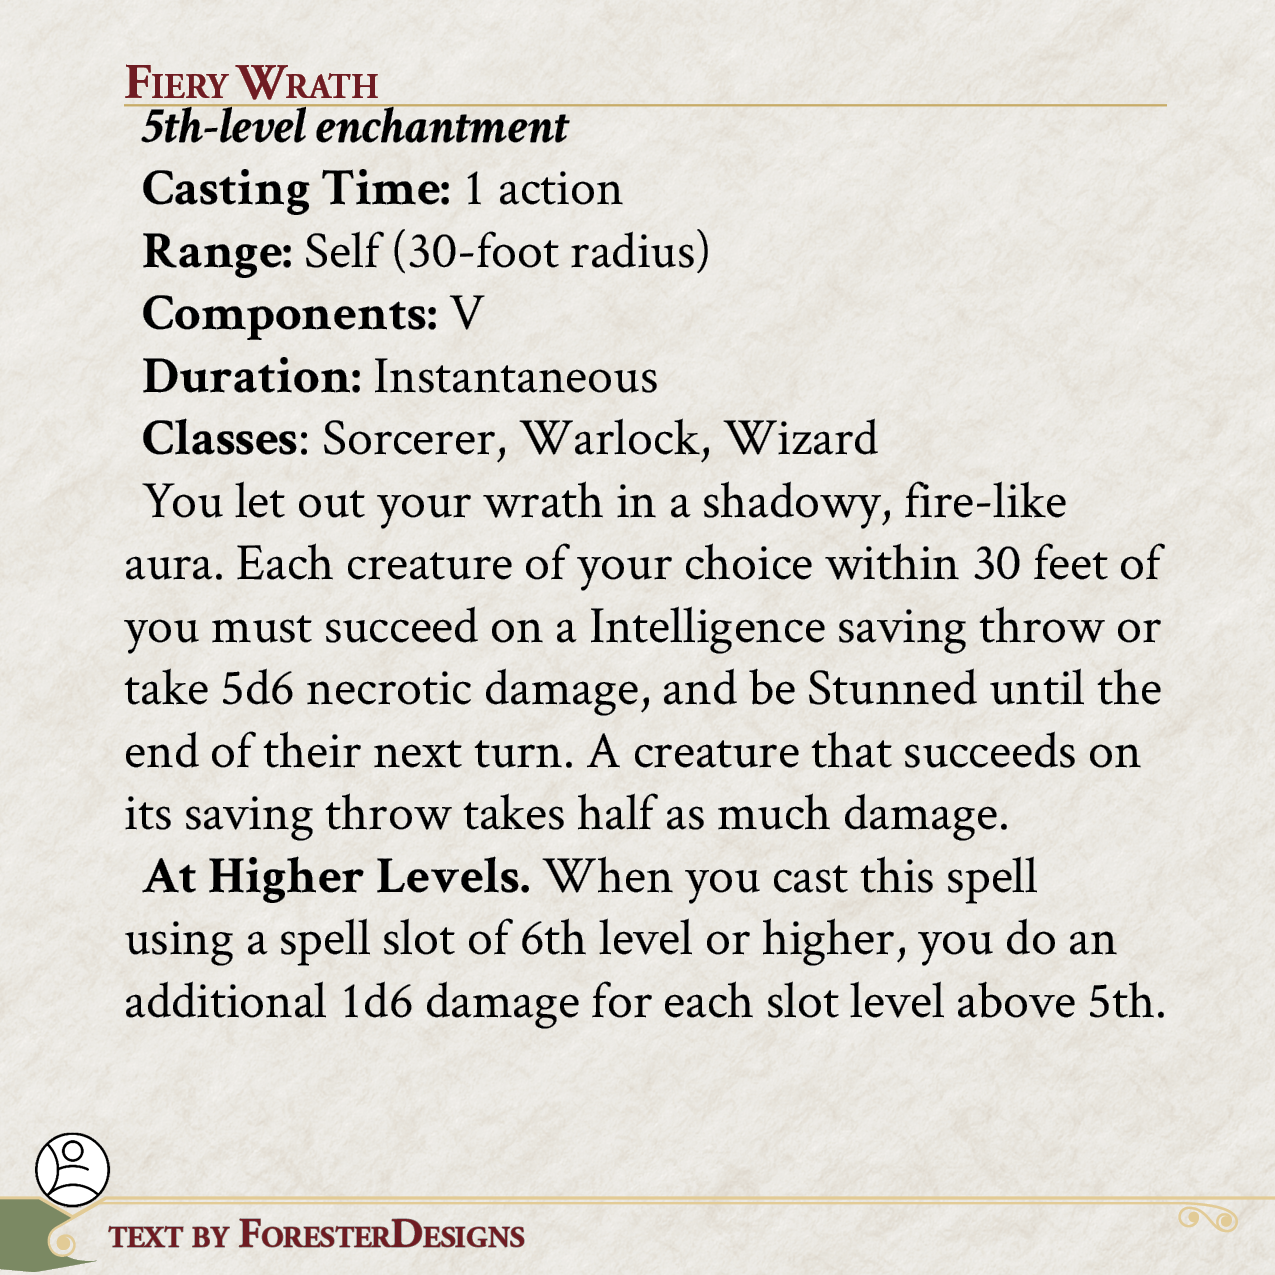 Fiery Wrath
5th-level enchantment
Casting Time: 1 action
Range: Self (30-foot radius)
Components: V
Duration: Instantaneous
Classes: Sorcerer, Warlock, Wizard
You let out your wrath in a shadowy, fire-like
aura. Each creature of your choice within 30 feet of
you must succeed on a Intelligence saving throw or
take 5d6 necrotic damage, and be Stunned until the
end of their next turn. A creature that succeeds on
its saving throw takes half as much damage.
At Higher Levels. When you cast this spell
using a spell slot of 6th level or higher, you do an
additional 1d6 damage for each slot level above 5th.
text by ForesterDesigns